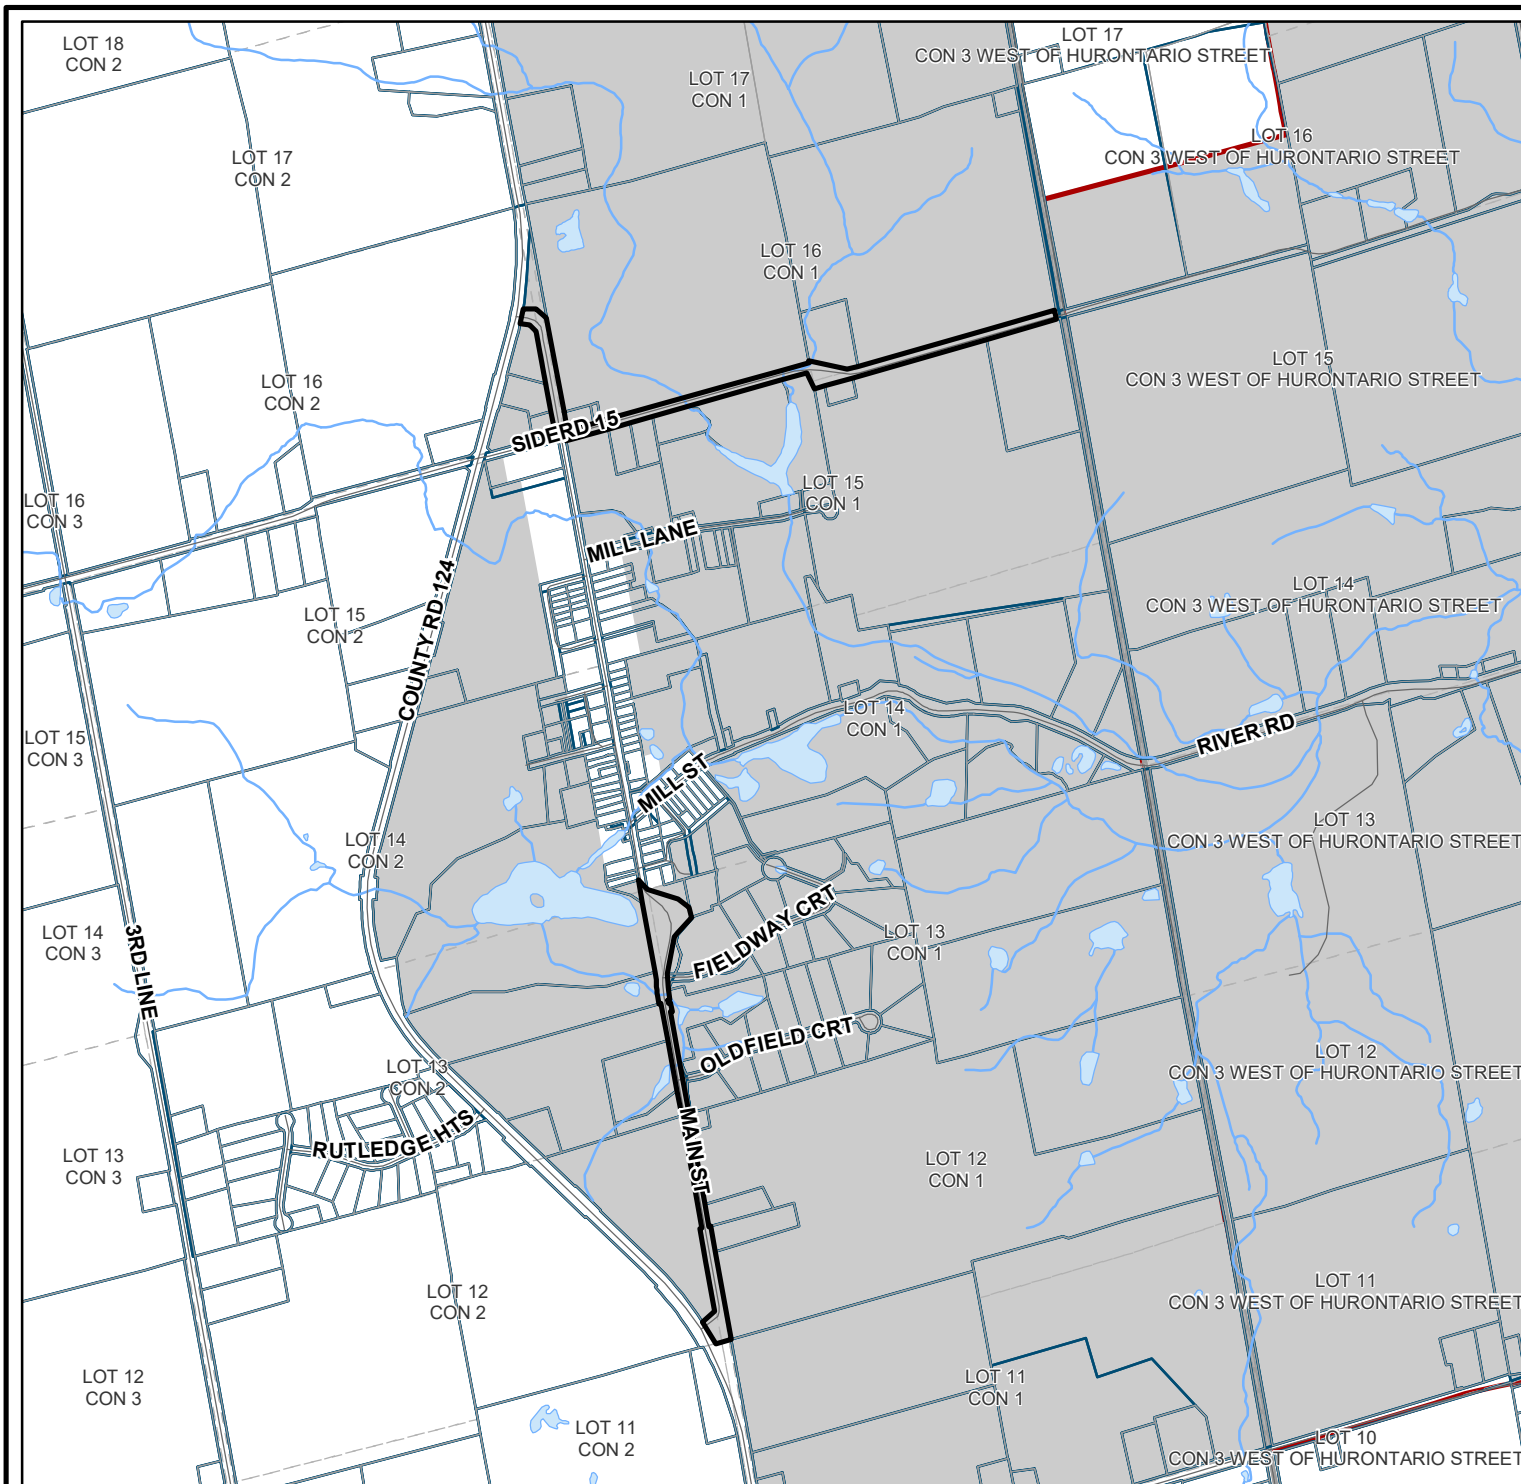 LOT 18
CON 2
LOT 17
CON 1
LOT 17
CON 3 WEST OF HURONTARIO STREET
LOT 17
CON 2
LOT 16
CON 3 WEST OF HURONTARIO STREET
LOT 16
CON 1
LOT 16
CON 2
LOT 15
CON 3 WEST OF HURONTARIO STREET
SIDERD 15
LOT 16
CON 3
LOT 15
CON 1
MILL LANE
COUNTY RD 124
LOT 15
CON 2
LOT 14
CON 3 WEST OF HURONTARIO STREET
LOT 15
CON 3
LOT 14
CON 1
RIVER RD
MILL ST
LOT 14
CON 2
LOT 13
CON 3 WEST OF HURONTARIO STREET
LOT 14
CON 3
3RD LINE
FIELDWAY CRT
LOT 13
CON 1
OLDFIELD CRT
LOT 13
CON 2
LOT 12
CON 3 WEST OF HURONTARIO STREET
RUTLEDGE HTS
MAIN ST
LOT 13
CON 3
LOT 12
CON 1
LOT 12
CON 2
LOT 11
CON 3 WEST OF HURONTARIO STREET
LOT 12
CON 3
LOT 11
CON 1
LOT 11
CON 2
LOT 10
CON 3 WEST OF HURONTARIO STREET